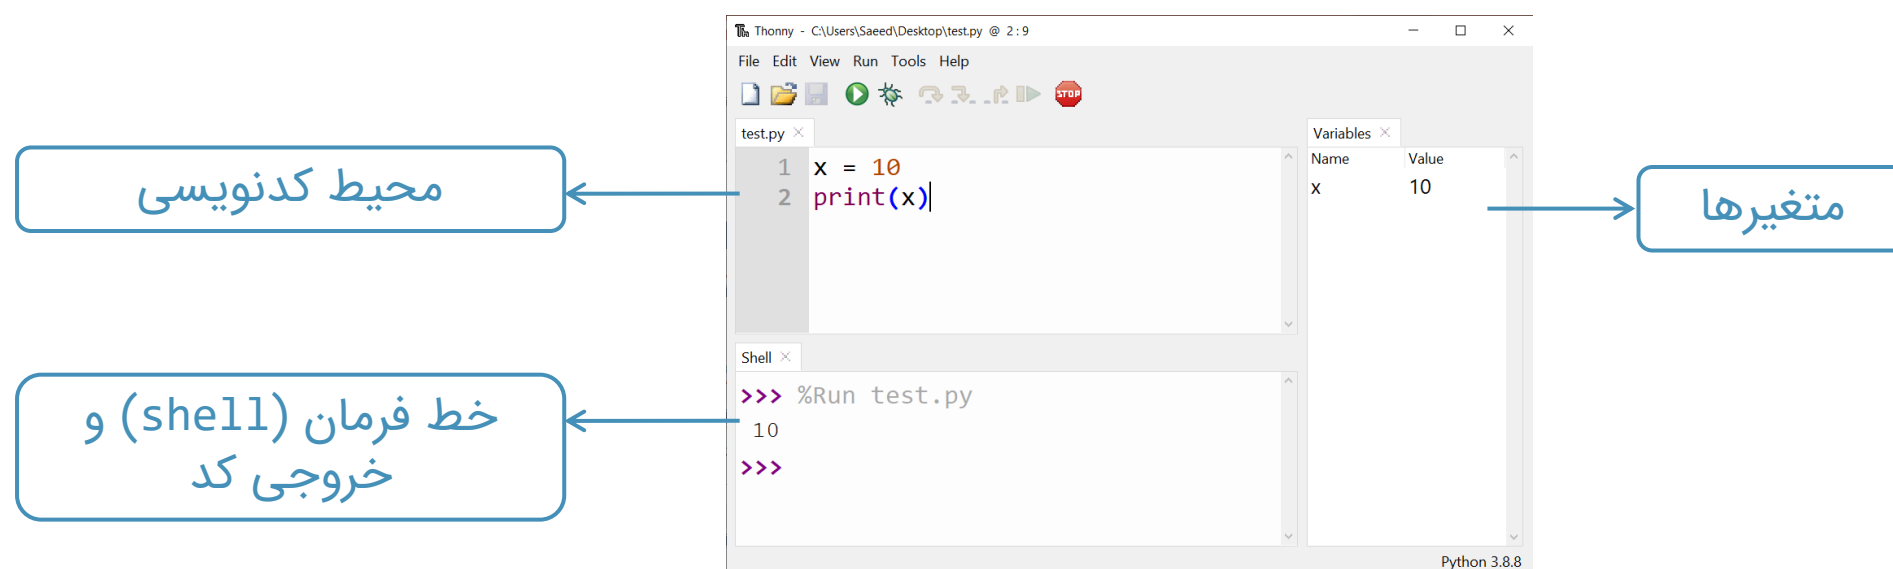 Thonny - C:\Users\Saeed\Desktop\test.py @ 2:9
File Edit View Run Tools Help
STOP
test.py
1 x = 10
2 print(x)
Variables
Name Value
x 10
محیط کدنویسی
متغیرها
Shell
>>> %Run test.py
10
>>>
خط فرمان (shell) و
خروجی کد
Python 3.8.8